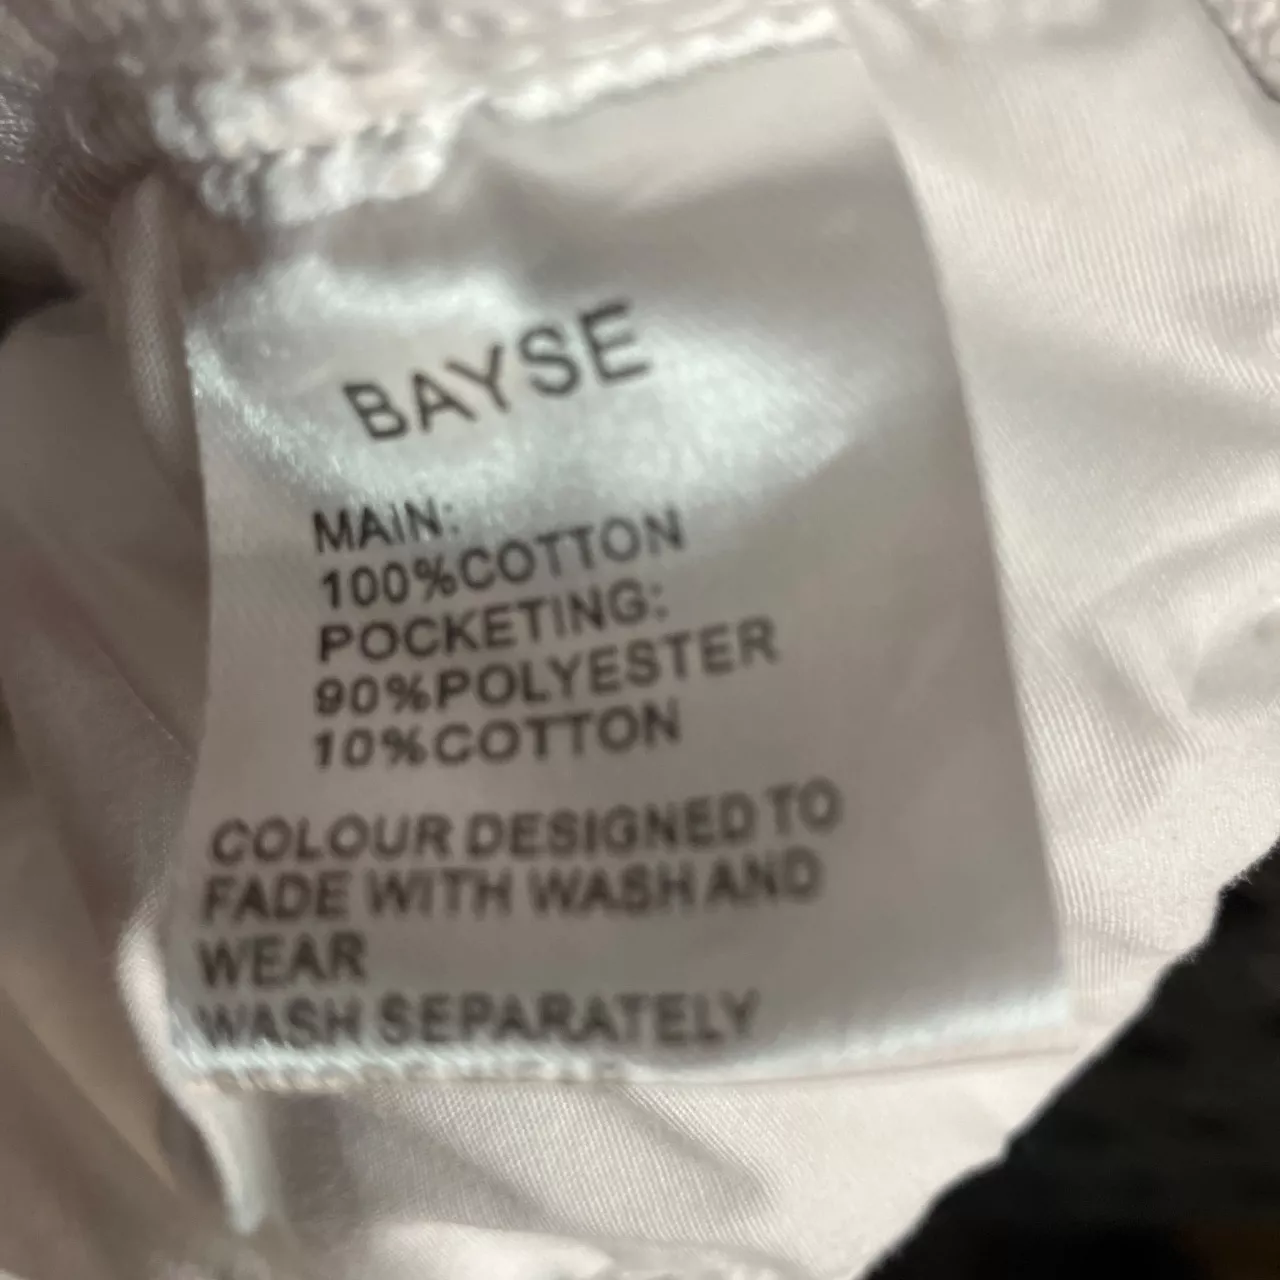 BAYSE
MAIN:
100%COTTON
POCKETING:
90%POLYESTER
10%COTTON
COLOUR DESIGNED TO
FADE WITH WASH AND
WEAR
WASH SEPARATELY